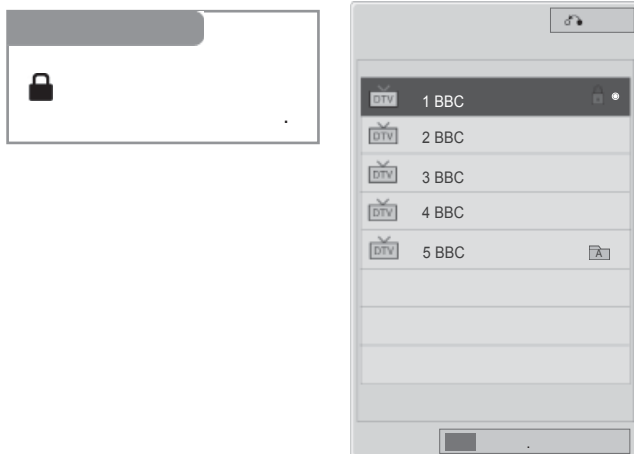 .
DTV 1 BBC
DTV 2 BBC
DTV 3 BBC
DTV 4 BBC
DTV 5 BBC A
.